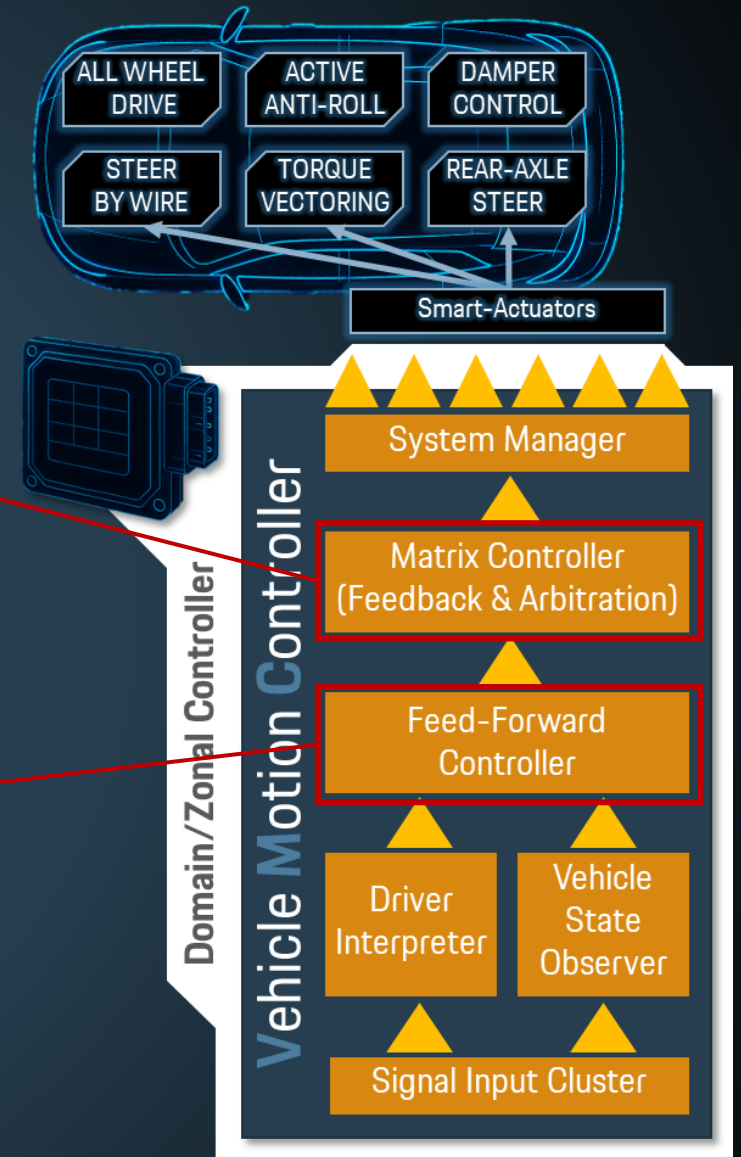 ALL WHEEL
DRIVE
ACTIVE
ANTI-ROLL
DAMPER
CONTROL
STEER
BY WIRE
TORQUE
VECTORING
REAR-AXLE
STEER
Smart-Actuators
Domain/Zonal Controller
Vehicle Motion Controller
System Manager
Matrix Controller
(Feedback & Arbitration)
Feed-Forward
Controller
Driver
Interpreter
Vehicle
State
Observer
Signal Input Cluster